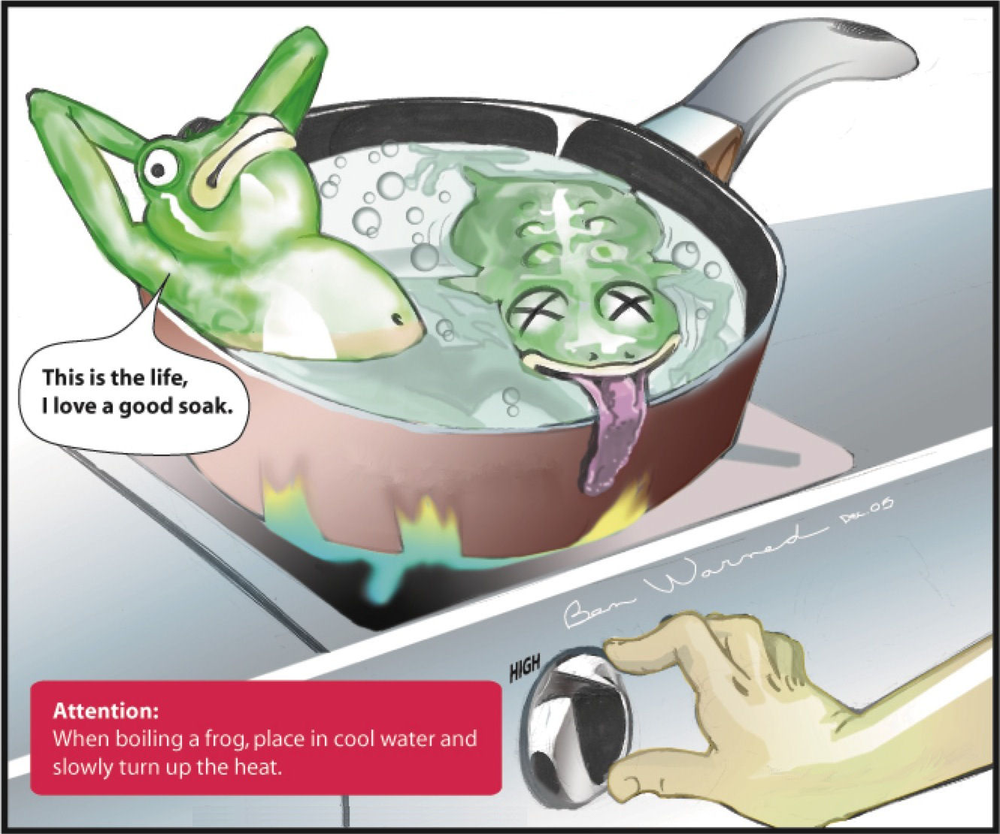 This is the life,
I love a good soak.
Ben Warned DEC.05
HIGH
Attention:
When boiling a frog, place in cool water and
slowly turn up the heat.